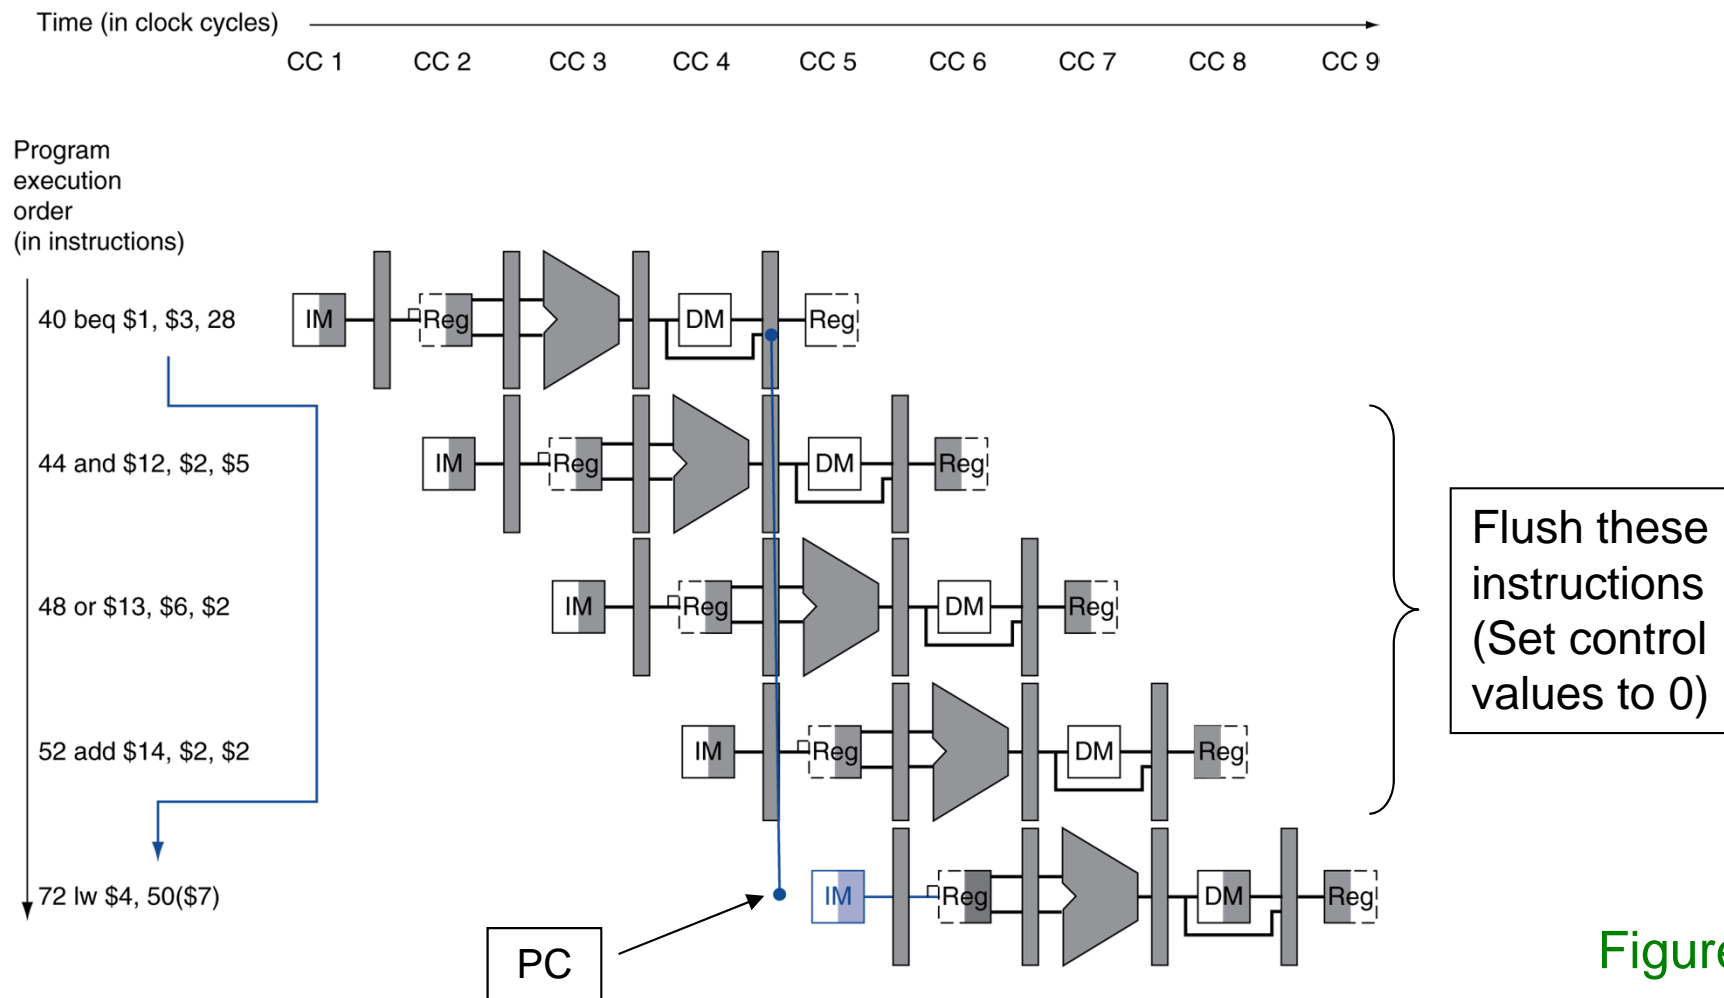 Time (in clock cycles)
CC 1 CC 2 CC 3 CC 4 CC 5 CC 6 CC 7 CC 8 CC 9
Program
execution
order
(in instructions)
40 beq $1, $3, 28
IM Reg DM Reg
44 and $12, $2, $5
IM Reg DM Reg
48 or $13, $6, $2
IM Reg DM Reg
52 add $14, $2, $2
IM Reg DM Reg
72 lw $4, 50($7)
IM Reg DM Reg
Flush these
instructions
(Set control
values to 0)
PC
Figure